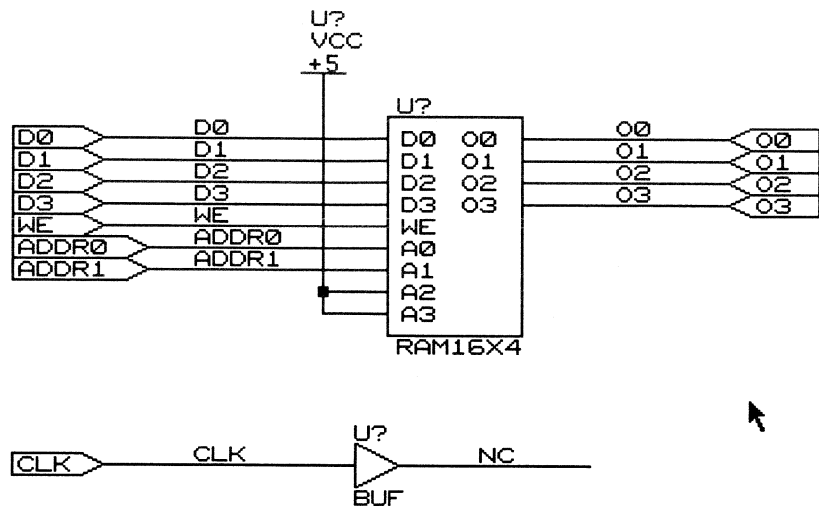 U?
VCC
+5
U?
D0 D0 D0 O0 O0 O0
D1 D1 D1 O1 O1 O1
D2 D2 D2 O2 O2 O2
D3 D3 D3 O3 O3 O3
WE WE WE
ADDR0 ADDR0 A0
ADDR1 ADDR1 A1
A2
A3
RAM16X4
U?
CLK CLK NC
BUF